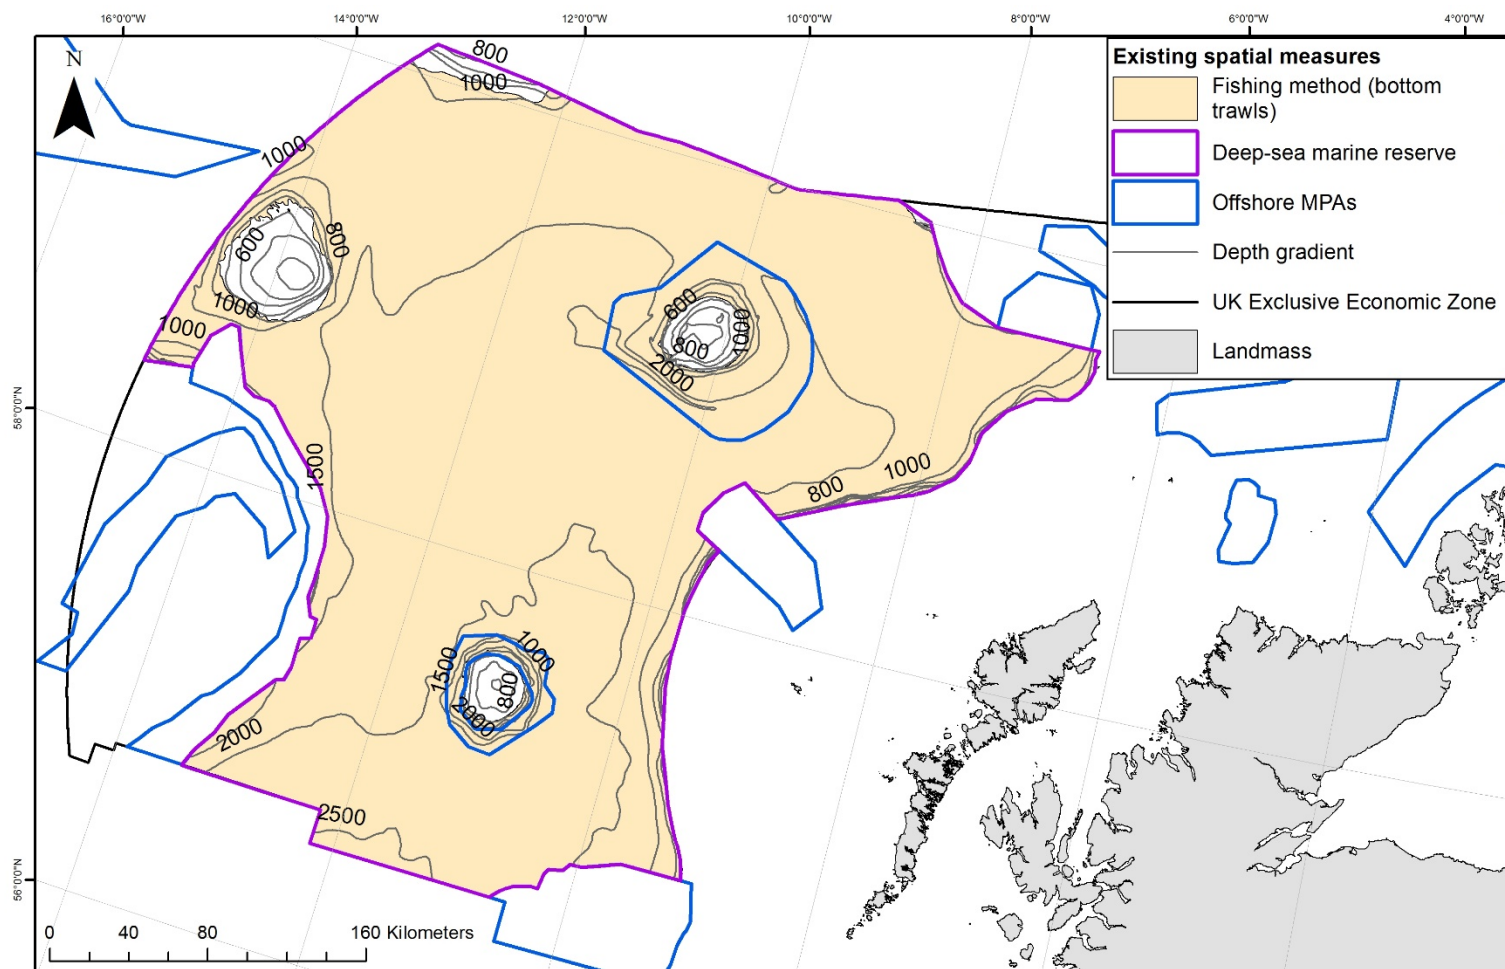 16°0'0"W 14°0'0"W 12°0'0"W 10°0'0"W 8°0'0"W 6°0'0"W 4°0'0"W
N
800
1000
Existing spatial measures
Fishing method (bottom
trawls)
Deep-sea marine reserve
Offshore MPAs
Depth gradient
UK Exclusive Economic Zone
Landmass
1000
600
800
1000
1000
600
1000
800
2000
58°0'0"N
1500
800
1000
1000
1500
800
2000
2000
2500
56°0'0"N
0 40 80 160 Kilometers